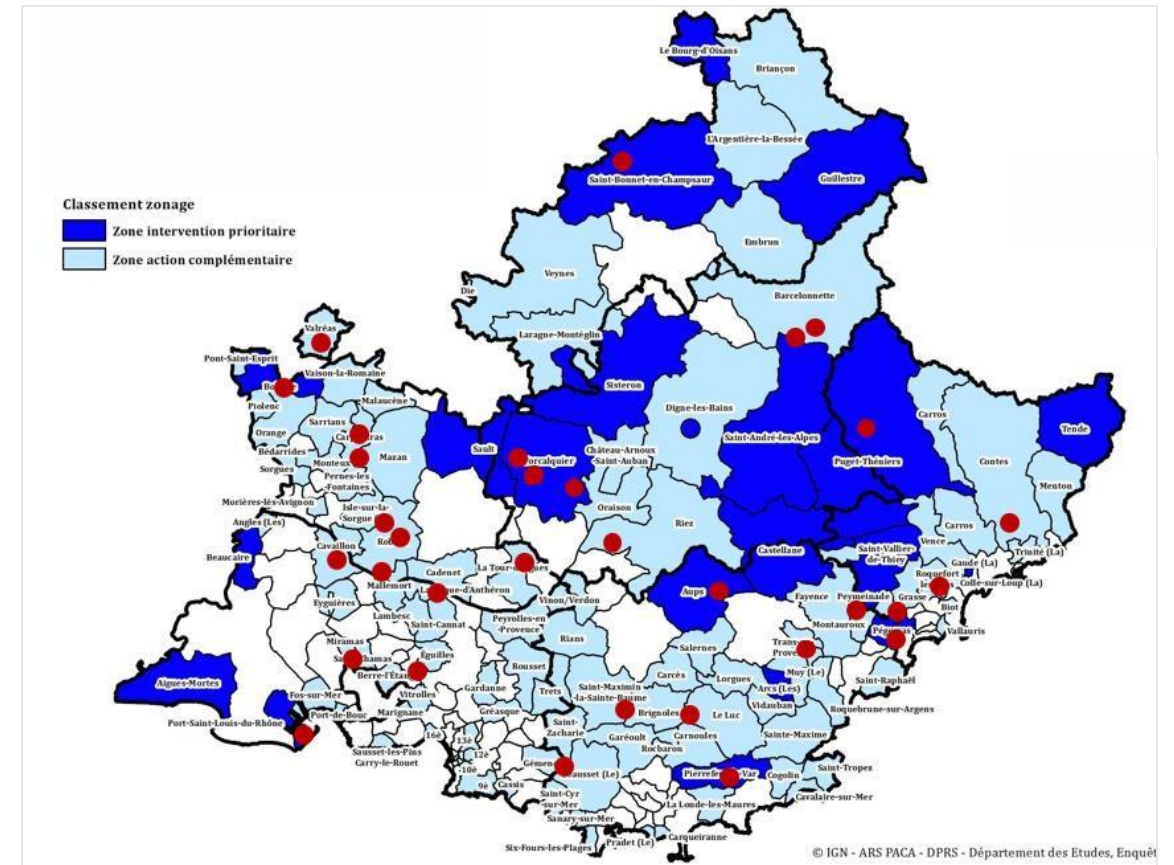 Le Bourg-d'Oisans
Briançon
L'Argentière-la-Bessée
Saint-Bonnet-en-Champsaur
Guillestre
Classement zonage
Zone intervention prioritaire
Zone action complémentaire
Embrun
Veynes
Die
Barcelonnette
Valréas
Laragne-Montéglin
Pont-Saint-Esprit
Vaison-la-Romaine
Sisteron
Piolenc
Malaucène
Digne-les-Bains
Carros
Tende
Orange
Sarrians
Saint-André-les-Alpes
Bédarrides
Sault
Château-Arnoux
-Saint-Auban
Mazan
Sorgues
Monteux
Puget-Théniers
Contes
Pernes-les
-Fontaines
Menton
Morières-lès-Avignon
Isle-sur-la-
Sorgue
Oraison
Riez
Angles (Les)
Carros
Vence
Cavaillon
Castellane
Saint-Vallier-
de-Thiey
Trinité (La)
Beaucaire
Gaude (La)
Cadenet
Roquefort
Colle-sur-Loup (La)
Mallemort
Aups
Fayence
Peymeinade
Grasse
Eyguières
Vinon/Verdon
Biot
Lambesc
Peyrolles-en
-Provence
Montauroux
Vallauris
Saint-Cannat
Rians
Miramas
Salernes
Éguilles
Rousset
Carcès
Muy (Le)
Saint-Raphaël
Aigues-Mortes
Lorgues
Arcs (Les)
Fos-sur-Mer
Vitrolles
Gardanne
Trets
Saint-Maximin
-la-Sainte-Baume
Vidauban
Roquebrune-sur-Argens
Port-de-Bouc
Marignane
Gréasque
Brignoles
Le Luc
Port-Saint-Louis-du-Rhône
Saint-
Zacharie
Carnoules
Sainte-Maxime
16è
13è
Garéoult
Rocbaron
Sausset-les-Pins
Carry-le-Rouet
12è
-10è
Saint-Tropez
Cogolin
9è
Cassis
Saint-Cyr
-sur-Mer
Cavalaire-sur-Mer
La Londe-les-Maures
Sanary-sur-Mer
Six-Fours-les-Plages
Pradet (Le)
Carqueiranne
© IGN - ARS PACA - DPRS - Département des Etudes, Enquêt